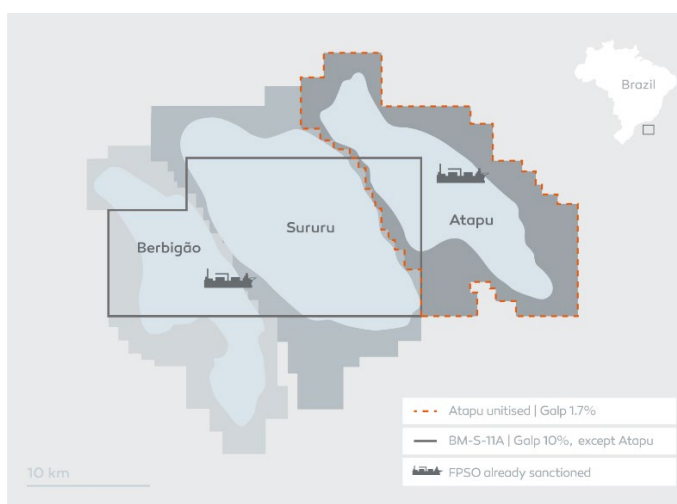 Brazil
Atapu
Sururu
Berbigão
Atapu unitised | Galp 1.7%
BM-S-11A | Galp 10%, except Atapu
FPSO already sanctioned
10 km